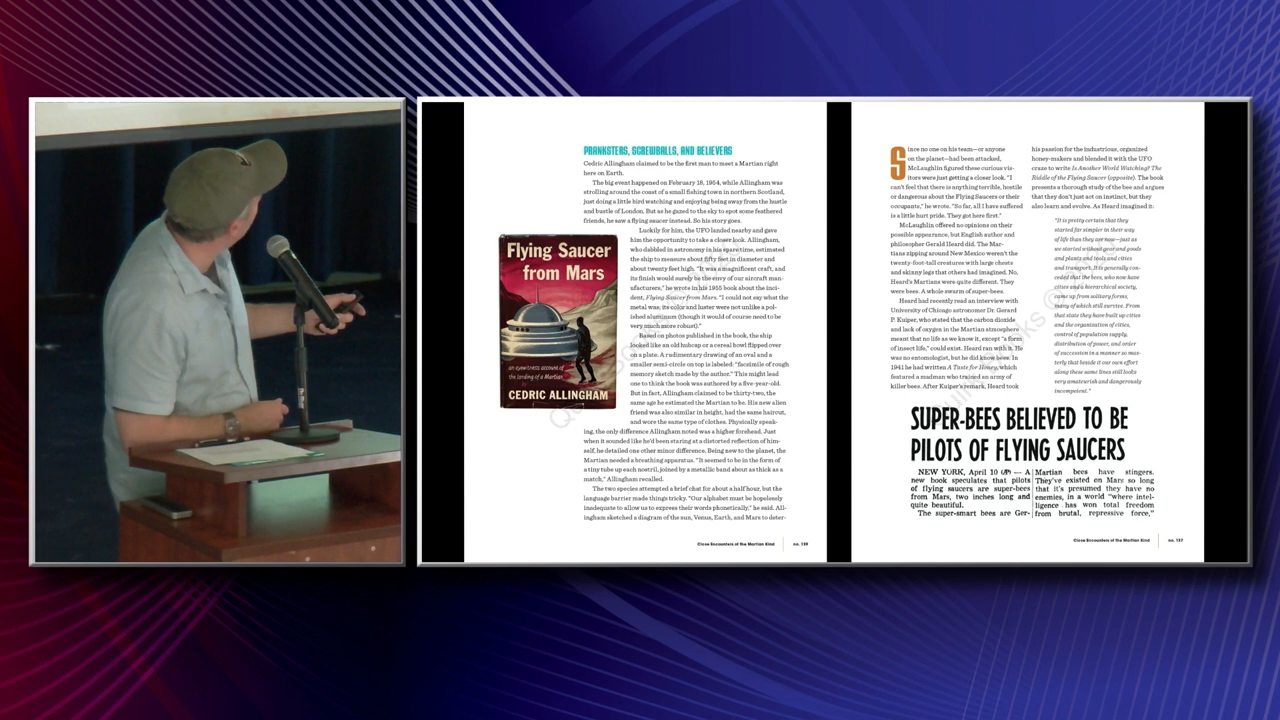 PRANKSTERS, SCREWBALLS, AND BELIEVERS
Cedric Allingham claimed to be the first man to meet a Martian right
here on Earth.
The big event happened on February 18, 1954, while Allingham was
strolling around the coast of a small fishing town in northern Scotland,
just doing a little bird watching and enjoying being away from the hustle
and bustle of London. But as he gazed to the sky to spot some feathered
friends, he saw a flying saucer instead. So his story goes.
Luckily for him, the UFO landed nearby and gave
him the opportunity to take a closer look. Allingham,
who dabbled in astronomy in his spare time, estimated
the ship to measure about fifty feet in diameter and
about twenty feet high. "It was a magnificent craft, and
its finish would surely be the envy of our aircraft man-
ufacturers," he wrote in his 1955 book about the inci-
dent, Flying Saucer from Mars. "I could not say what the
metal was; its color and luster were not unlike a pol-
ished aluminum (though it would of course need to be
very much more robust)."
Based on photos published in the book, the ship
looked like an old hubcap or a cereal bowl flipped over
on a plate. A rudimentary drawing of an oval and a
smaller semi-circle on top is labeled: "facsimile of rough
memory sketch made by the author." This might lead
one to think the book was authored by a five-year-old.
But in fact, Allingham claimed to be thirty-two, the
same age he estimated the Martian to be. His new alien
friend was also similar in height, had the same haircut,
and wore the same type of clothes. Physically speak-
ing, the only difference Allingham noted was a higher forehead. Just
when it sounded like he'd been staring at a distorted reflection of him-
self, he detailed one other minor difference. Being new to the planet, the
Martian needed a breathing apparatus. "It seemed to be in the form of
a tiny tube up each nostril, joined by a metallic band about as thick as a
match," Allingham recalled.
The two species attempted a brief chat for about a half hour, but the
language barrier made things tricky. "Our alphabet must be hopelessly
inadequate to allow us to express their words phonetically," he said. All-
ingham sketched a diagram of the sun, Venus, Earth, and Mars to deter-
Flying Saucer
from Mars
an eyewitness account of
the landing of a Martian
CEDRIC ALLINGHAM
Close Encounters of the Martian Kind
Since no one on his team—or anyone
on the planet—had been attacked,
McLaughlin figured these curious vis-
itors were just getting a closer look. "I
can't feel that there is anything terrible, hostile
or dangerous about the Flying Saucers or their
occupants," he wrote. "So far, all I have suffered
is a little hurt pride. They got here first."
McLaughlin offered no opinions on their
possible appearance, but English author and
philosopher Gerald Heard did. The Mar-
tians zipping around New Mexico weren't the
twenty-foot-tall creatures with large chests
and skinny legs that others had imagined. No,
Heard's Martians were quite different. They
were bees. A whole swarm of super-bees.
Heard had recently read an interview with
University of Chicago astronomer Dr. Gerard
P. Kuiper, who stated that the carbon dioxide
and lack of oxygen in the Martian atmosphere
meant that no life as we know it, except "a form
of insect life," could exist. Heard ran with it. He
was no entomologist, but he did know bees. In
1941 he had written A Taste for Honey, which
featured a madman who trained an army of
killer bees. After Kuiper's remark, Heard took
his passion for the industrious, organized
honey-makers and blended it with the UFO
craze to write Is Another World Watching? The
Riddle of the Flying Saucer (opposite). The book
presents a thorough study of the bee and argues
that they don't just act on instinct, but they
also learn and evolve. As Heard imagined it:
"It is pretty certain that they
started far simpler in their way
of life than they are now—just as
we started without gear and goods
and plants and tools and cities
and transport. It is generally con-
ceded that the bees, who now have
cities and a hierarchical society,
came up from solitary forms,
many of which still exist. From
that state they have built up cities
and the organization of cities,
control of population supply,
distribution of power, and order
of succession in a manner so mas-
terly that beside it our own effort
along these same lines still looks
very amateurish and dangerously
incompetent."
SUPER-BEES BELIEVED TO BE
PILOTS OF FLYING SAUCERS
NEW YORK, April 10 — A
new book speculates that pilots
of flying saucers are super-bees
from Mars, two inches long and
quite beautiful.
The super-smart bees are Ger-
Martian bees have stingers.
They've existed on Mars so long
that it's presumed they have no
enemies, in a world "where intel-
ligence has won total freedom
from brutal, repressive force,"
Close Encounters of the Martian Kind
no. 157